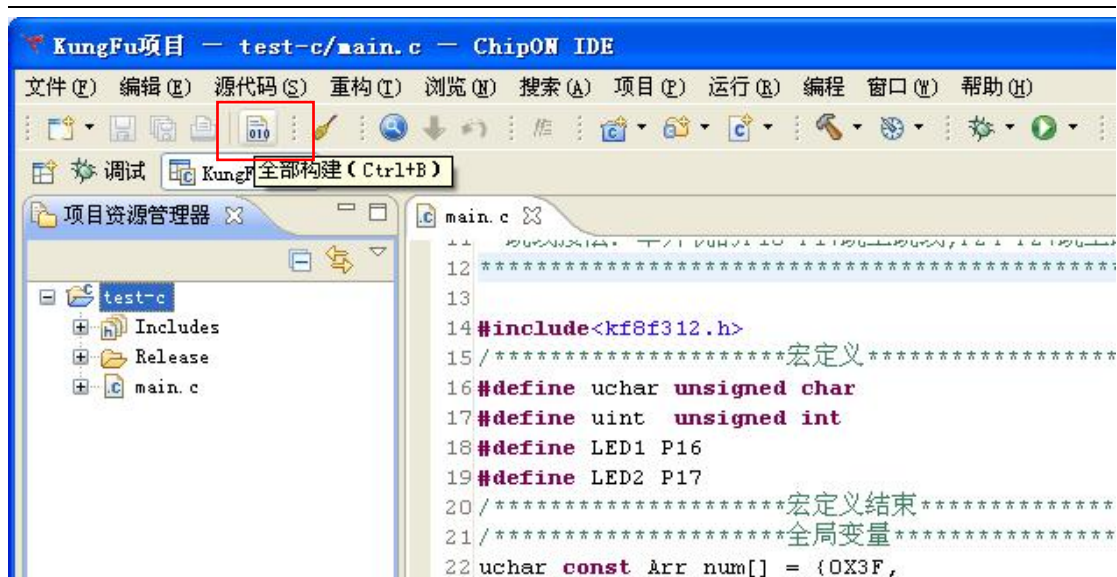 KungFu项目 — test-c/main.c — ChipON IDE
文件(F) 编辑(E) 源代码(S) 重构(T) 浏览(N) 搜索(A) 项目(P) 运行(R) 编程 窗口(W) 帮助(H)
010
调试 KungF 全部构建(Ctrl+B)
项目资源管理器
main.c
test-c
Includes
Release
main.c
12 ************************************************
13
14 #include<kf8f312.h>
15 /*********************宏定义******************
16 #define uchar unsigned char
17 #define uint  unsigned int
18 #define LED1 P16
19 #define LED2 P17
20 /*********************宏定义结束**************
21 /*********************全局变量****************
22 uchar const Arr_num[] = {0X3F,